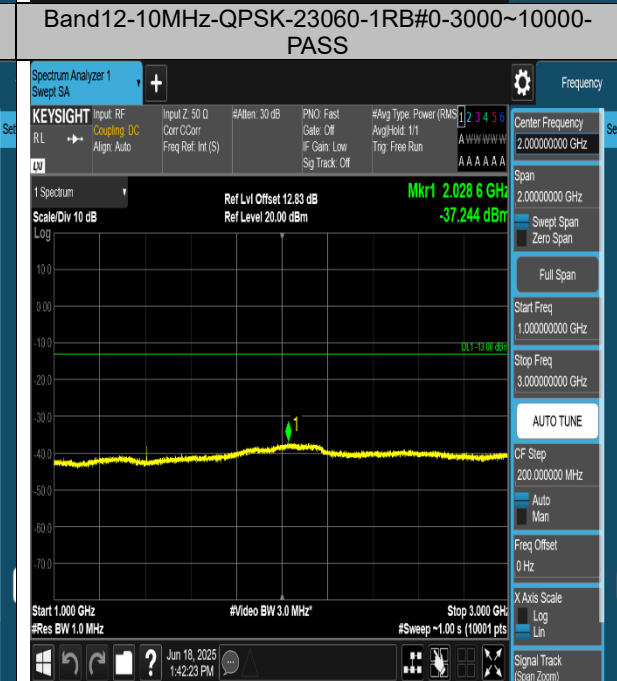 Band12-10MHz-QPSK-23060-1RB#0-3000~10000-
PASS
Spectrum Analyzer 1
Swept SA
+
Frequency
KEYSIGHT
RL
LXI
Input: RF
Coupling: DC
Align: Auto
Input Z: 50 Ω
Corr CCorr
Freq Ref: Int (S)
#Atten: 30 dB
PNO: Fast
Gate: Off
IF Gain: Low
Sig Track: Off
#Avg Type: Power (RMS
Avg|Hold: 1/1
Trig: Free Run
1 2 3 4 5 6
A W W W W W
A A A A A A
1 Spectrum
Scale/Div 10 dB
Log
Ref Lvl Offset 12.83 dB
Ref Level 20.00 dBm
Mkr1 2.028 6 GHz
-37.244 dBm
10.0
0.00
-10.0
-20.0
-30.0
-40.0
-50.0
-60.0
-70.0
DL1 -13.00 dBm
1
Start 1.000 GHz
#Res BW 1.0 MHz
#Video BW 3.0 MHz*
Stop 3.000 GHz
#Sweep ~1.00 s (10001 pts
Jun 18, 2025
1:42:23 PM
Center Frequency
2.000000000 GHz
Span
2.00000000 GHz
Swept Span
Zero Span
Full Span
Start Freq
1.000000000 GHz
Stop Freq
3.000000000 GHz
AUTO TUNE
CF Step
200.000000 MHz
Auto
Man
Freq Offset
0 Hz
X Axis Scale
Log
Lin
Signal Track
(Span Zoom)
Set
Se